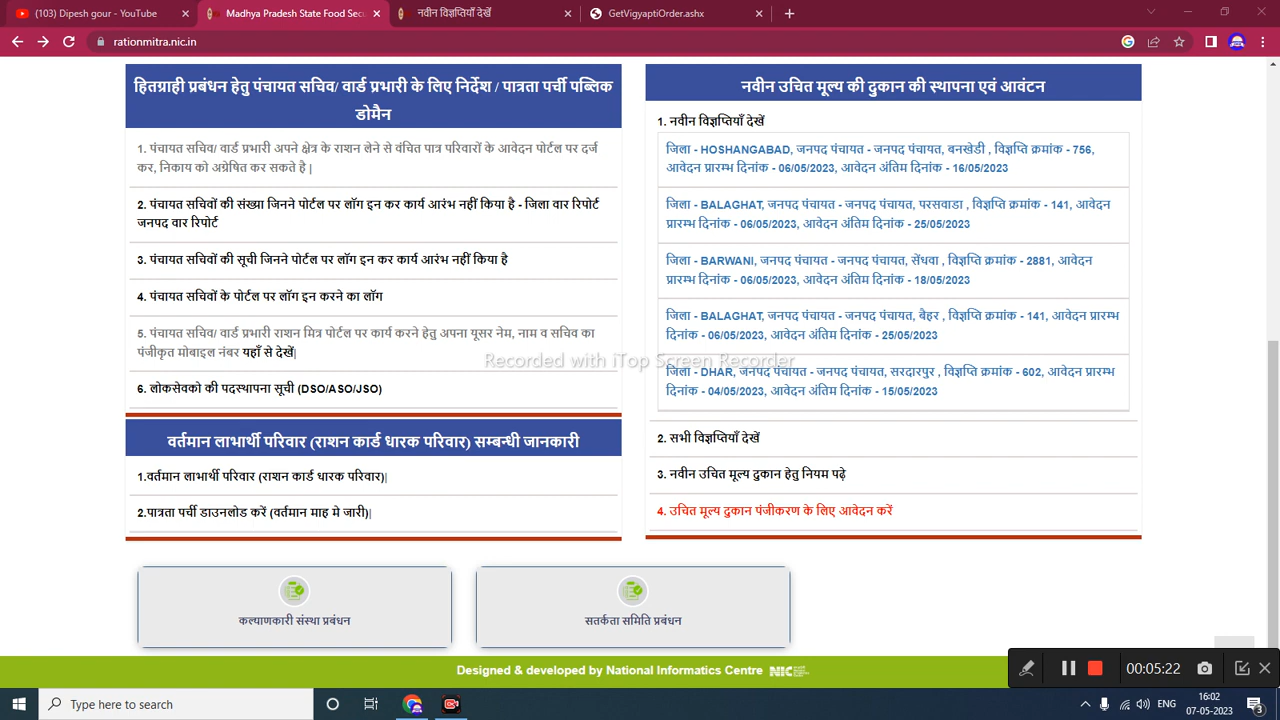 (103) Dipesh gour - YouTube
Madhya Pradesh State Food Sec
नवीन विज्ञप्तियाँ देखें
GetVigyaptiOrder.ashx
rationmitra.nic.in
हितग्राही प्रबंधन हेतु पंचायत सचिव/ वार्ड प्रभारी के लिए निर्देश / पात्रता पर्ची पब्लिक
डोमैन
1. पंचायत सचिव/ वार्ड प्रभारी अपने क्षेत्र के राशन लेने से वंचित पात्र परिवारों के आवेदन पोर्टल पर दर्ज
कर, निकाय को अग्रेषित कर सकते है |
2. पंचायत सचिवों की संख्या जिनने पोर्टल पर लॉग इन कर कार्य आरंभ नहीं किया है - जिला वार रिपोर्ट
जनपद वार रिपोर्ट
3. पंचायत सचिवों की सूची जिनने पोर्टल पर लॉग इन कर कार्य आरंभ नहीं किया है
4. पंचायत सचिवों के पोर्टल पर लॉग इन करने का लॉग
5. पंचायत सचिव/ वार्ड प्रभारी राशन मित्र पोर्टल पर कार्य करने हेतु अपना यूसर नेम, नाम व सचिव का
पंजीकृत मोबाइल नंबर यहाँ से देखें|
6. लोकसेवको की पदस्थापना सूची (DSO/ASO/JSO)
वर्तमान लाभार्थी परिवार (राशन कार्ड धारक परिवार) सम्बन्धी जानकारी
1.वर्तमान लाभार्थी परिवार (राशन कार्ड धारक परिवार)|
2.पात्रता पर्ची डाउनलोड करें (वर्तमान माह मे जारी)|
नवीन उचित मूल्य की दुकान की स्थापना एवं आवंटन
1. नवीन विज्ञप्तियाँ देखें
जिला - HOSHANGABAD, जनपद पंचायत - जनपद पंचायत, बनखेडी , विज्ञप्ति क्रमांक - 756,
आवेदन प्रारम्भ दिनांक - 06/05/2023, आवेदन अंतिम दिनांक - 16/05/2023
जिला - BALAGHAT, जनपद पंचायत - जनपद पंचायत, परसवाडा , विज्ञप्ति क्रमांक - 141, आवेदन
प्रारम्भ दिनांक - 06/05/2023, आवेदन अंतिम दिनांक - 25/05/2023
जिला - BARWANI, जनपद पंचायत - जनपद पंचायत, सेंधवा , विज्ञप्ति क्रमांक - 2881, आवेदन
प्रारम्भ दिनांक - 06/05/2023, आवेदन अंतिम दिनांक - 18/05/2023
जिला - BALAGHAT, जनपद पंचायत - जनपद पंचायत, बैहर , विज्ञप्ति क्रमांक - 141, आवेदन प्रारम्भ
दिनांक - 06/05/2023, आवेदन अंतिम दिनांक - 25/05/2023
जिला - DHAR, जनपद पंचायत - जनपद पंचायत, सरदारपुर , विज्ञप्ति क्रमांक - 602, आवेदन प्रारम्भ
दिनांक - 04/05/2023, आवेदन अंतिम दिनांक - 15/05/2023
2. सभी विज्ञप्तियाँ देखें
3. नवीन उचित मूल्य दुकान हेतु नियम पढ़े
4. उचित मूल्य दुकान पंजीकरण के लिए आवेदन करें
Recorded with iTop Screen Recorder
कल्याणकारी संस्था प्रबंधन
सतर्कता समिति प्रबंधन
Designed & developed by National Informatics Centre NIC
00:05:22
Type here to search
ENG
16:02
07-05-2023
3